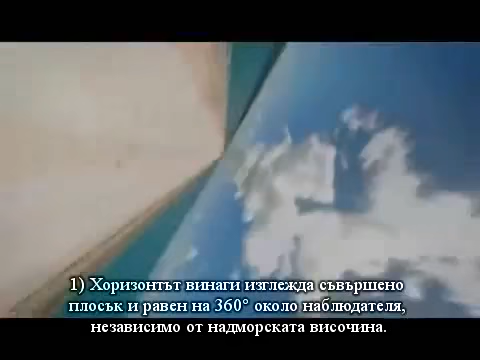 1) Хоризонтът винаги изглежда съвършено
плосък и равен на 360° около наблюдателя,
независимо от надморската височина.